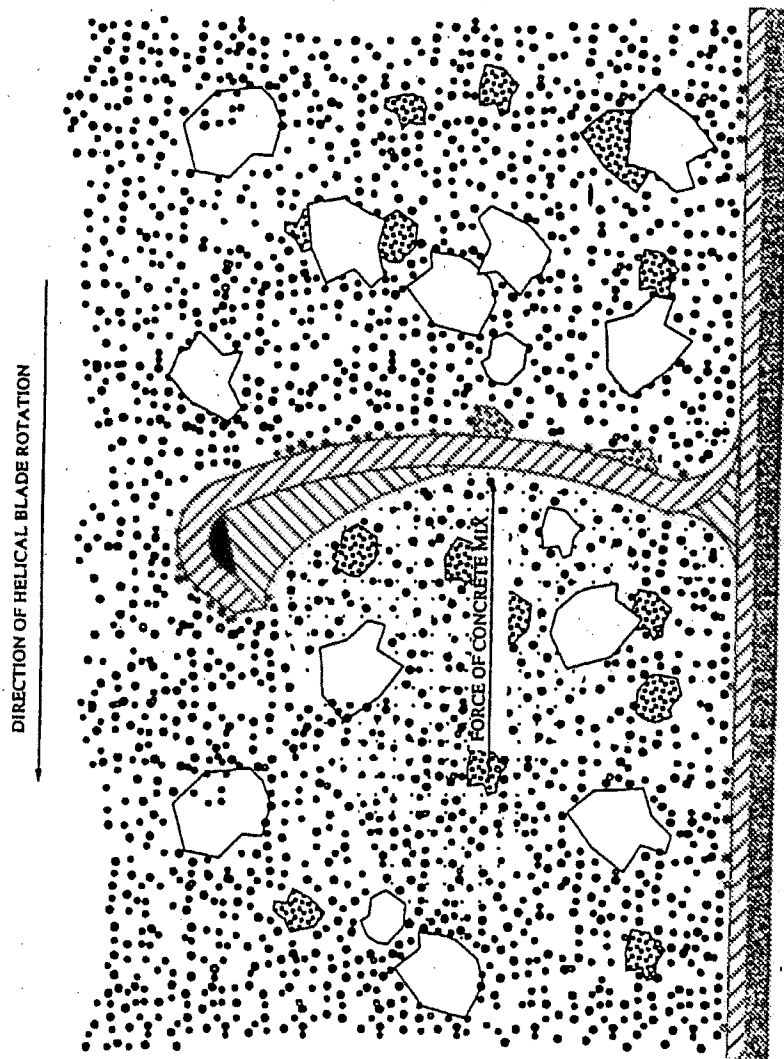 DIRECTION OF HELICAL BLADE ROTATION
FORCE OF CONCRETE MIX